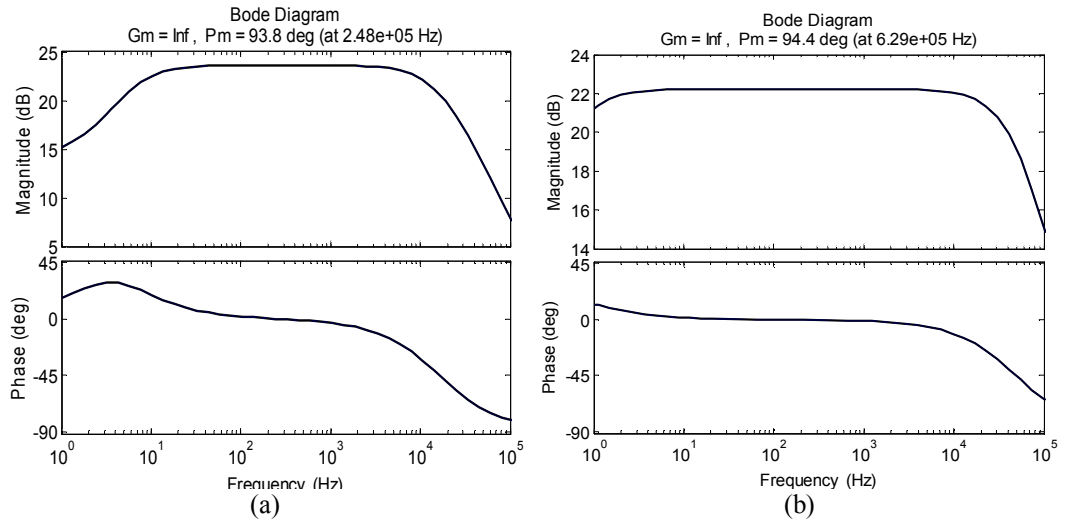 Bode Diagram
Gm = Inf , Pm = 93.8 deg (at 2.48e+05 Hz)
25
20
15
10
5
Magnitude (dB)
45
0
-45
-90
Phase (deg)
10^0 10^1 10^2 10^3 10^4 10^5
Frequency (Hz)
(a)
Bode Diagram
Gm = Inf , Pm = 94.4 deg (at 6.29e+05 Hz)
24
22
20
18
16
14
Magnitude (dB)
45
0
-45
-90
Phase (deg)
10^0 10^1 10^2 10^3 10^4 10^5
Frequency (Hz)
(b)